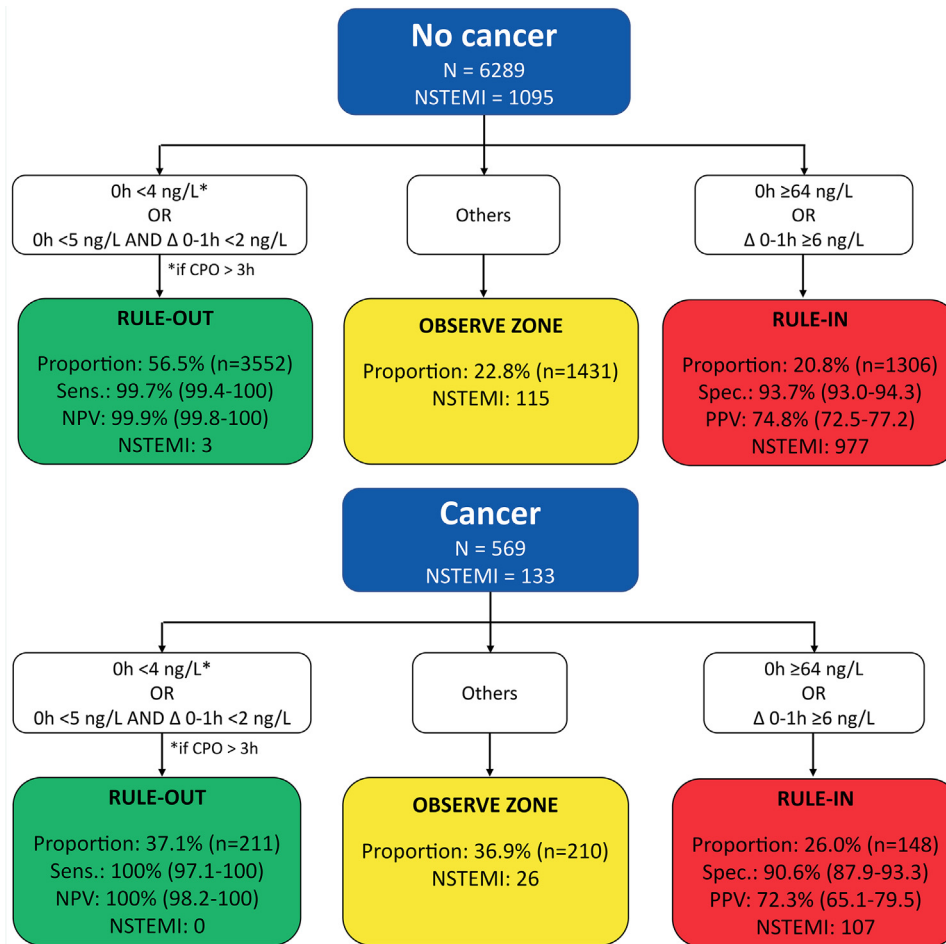 No cancer
N = 6289
NSTEMI = 1095
0h <4 ng/L*
OR
0h <5 ng/L AND Δ 0-1h <2 ng/L
Others
0h ≥64 ng/L
OR
Δ 0-1h ≥6 ng/L
*if CPO > 3h
RULE-OUT
Proportion: 56.5% (n=3552)
Sens.: 99.7% (99.4-100)
NPV: 99.9% (99.8-100)
NSTEMI: 3
OBSERVE ZONE
Proportion: 22.8% (n=1431)
NSTEMI: 115
RULE-IN
Proportion: 20.8% (n=1306)
Spec.: 93.7% (93.0-94.3)
PPV: 74.8% (72.5-77.2)
NSTEMI: 977
Cancer
N = 569
NSTEMI = 133
0h <4 ng/L*
OR
0h <5 ng/L AND Δ 0-1h <2 ng/L
Others
0h ≥64 ng/L
OR
Δ 0-1h ≥6 ng/L
*if CPO > 3h
RULE-OUT
Proportion: 37.1% (n=211)
Sens.: 100% (97.1-100)
NPV: 100% (98.2-100)
NSTEMI: 0
OBSERVE ZONE
Proportion: 36.9% (n=210)
NSTEMI: 26
RULE-IN
Proportion: 26.0% (n=148)
Spec.: 90.6% (87.9-93.3)
PPV: 72.3% (65.1-79.5)
NSTEMI: 107